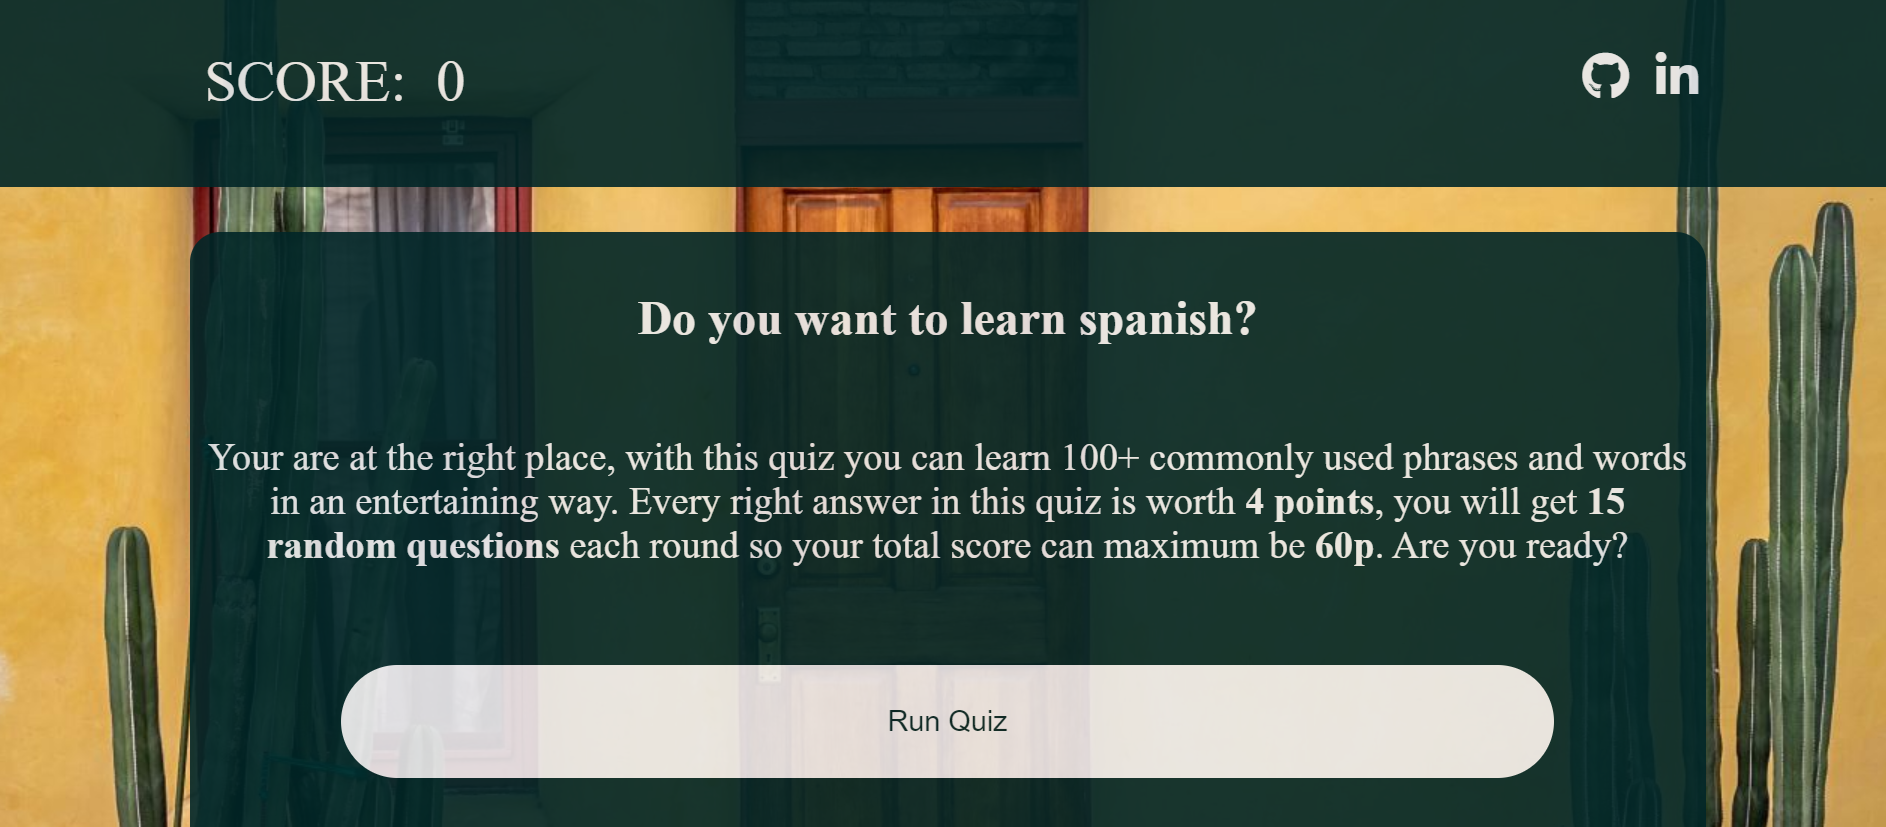 SCORE: 0
in
Do you want to learn spanish?
Your are at the right place, with this quiz you can learn 100+ commonly used phrases and words
in an entertaining way. Every right answer in this quiz is worth 4 points, you will get 15
random questions each round so your total score can maximum be 60p. Are you ready?
Run Quiz